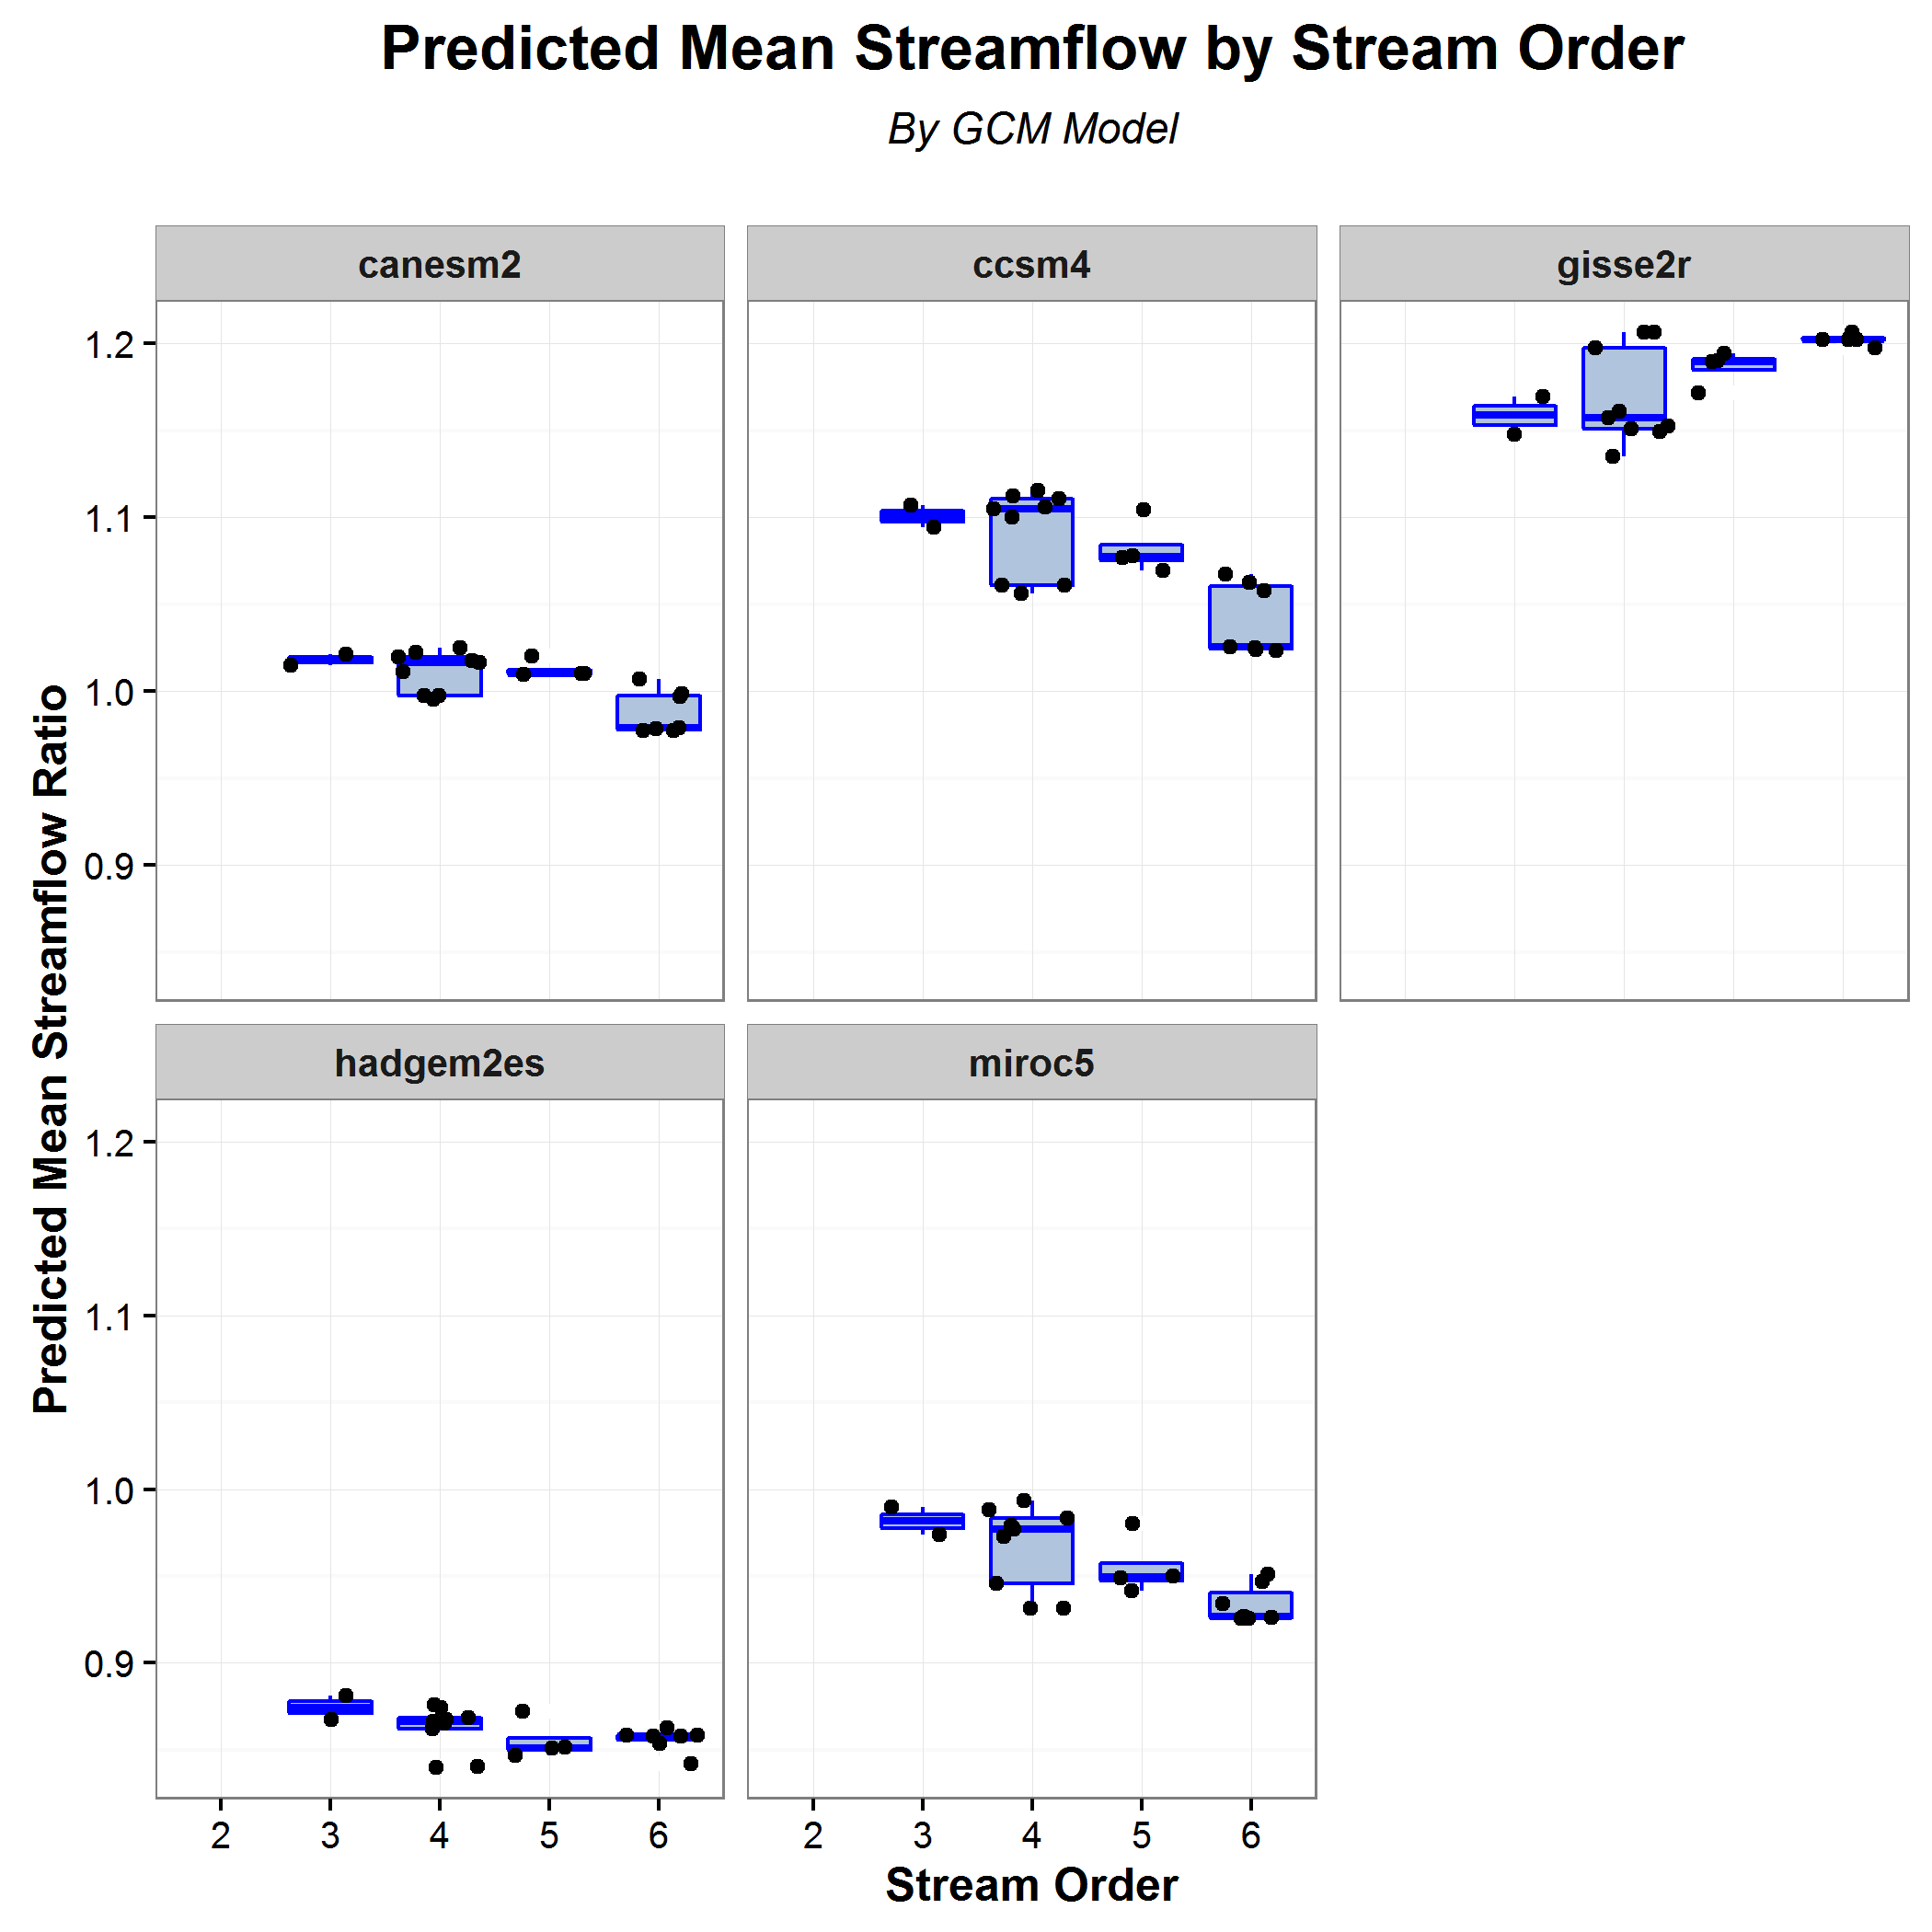 Predicted Mean Streamflow by Stream Order
By GCM Model
canesm2
ccsm4
gisse2r
1.2
1.1
1.0
0.9
Predicted Mean Streamflow Ratio
hadgem2es
miroc5
1.2
1.1
1.0
0.9
2 3 4 5 6
2 3 4 5 6
Stream Order